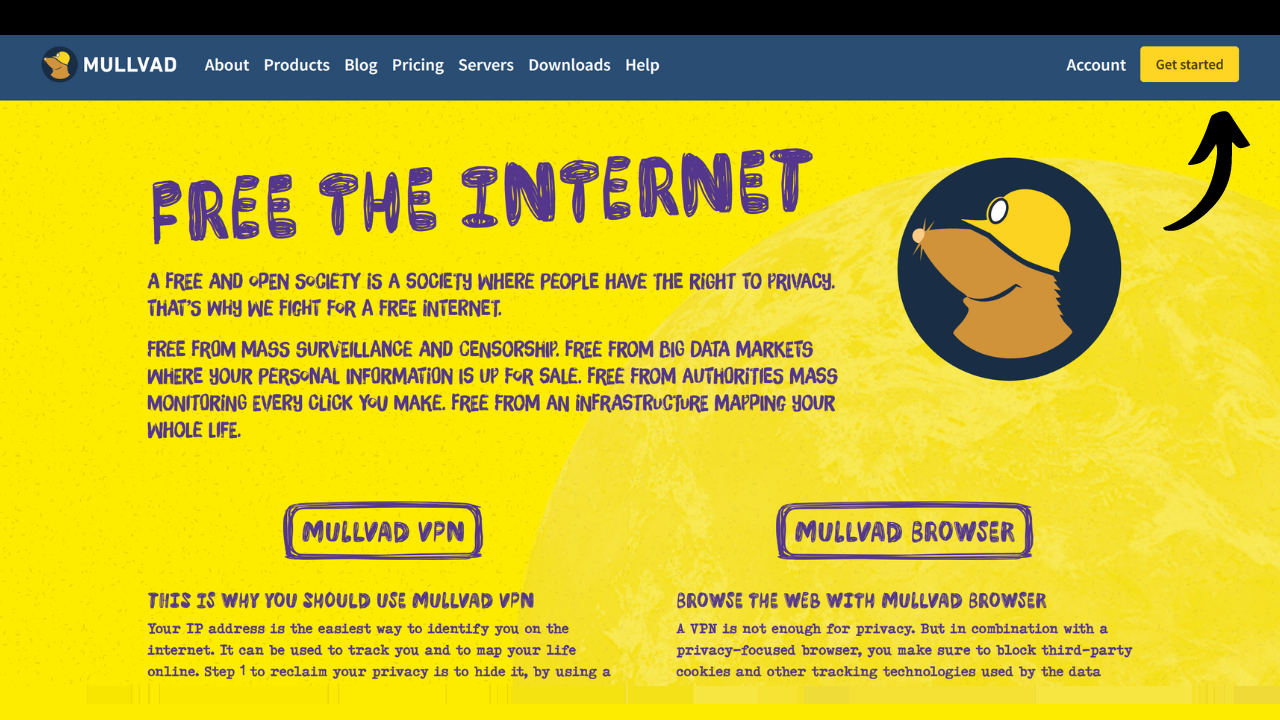 MULLVAD About Products Blog Pricing Servers Downloads Help Account Get started
FREE THE INTERNET
A FREE AND OPEN SOCIETY IS A SOCIETY WHERE PEOPLE HAVE THE RIGHT TO PRIVACY.
THAT'S WHY WE FIGHT FOR A FREE INTERNET.
FREE FROM MASS SURVEILLANCE AND CENSORSHIP. FREE FROM BIG DATA MARKETS
WHERE YOUR PERSONAL INFORMATION IS UP FOR SALE. FREE FROM AUTHORITIES MASS
MONITORING EVERY CLICK YOU MAKE. FREE FROM AN INFRASTRUCTURE MAPPING YOUR
WHOLE LIFE.
MULLVAD VPN
THIS IS WHY YOU SHOULD USE MULLVAD VPN
Your IP address is the easiest way to identify you on the
internet. It can be used to track you and to map your life
online. Step 1 to reclaim your privacy is to hide it, by using a
MULLVAD BROWSER
BROWSE THE WEB WITH MULLVAD BROWSER
A VPN is not enough for privacy. But in combination with a
privacy-focused browser, you make sure to block third-party
cookies and other tracking technologies used by the data